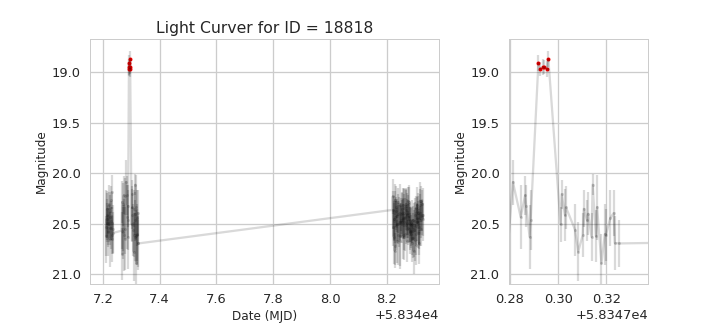 Light Curver for ID = 18818
Magnitude
19.0
19.5
20.0
20.5
21.0
7.2 7.4 7.6 7.8 8.0 8.2
Date (MJD)
+5.834e4
Magnitude
19.0
19.5
20.0
20.5
21.0
0.28 0.30 0.32
+5.8347e4